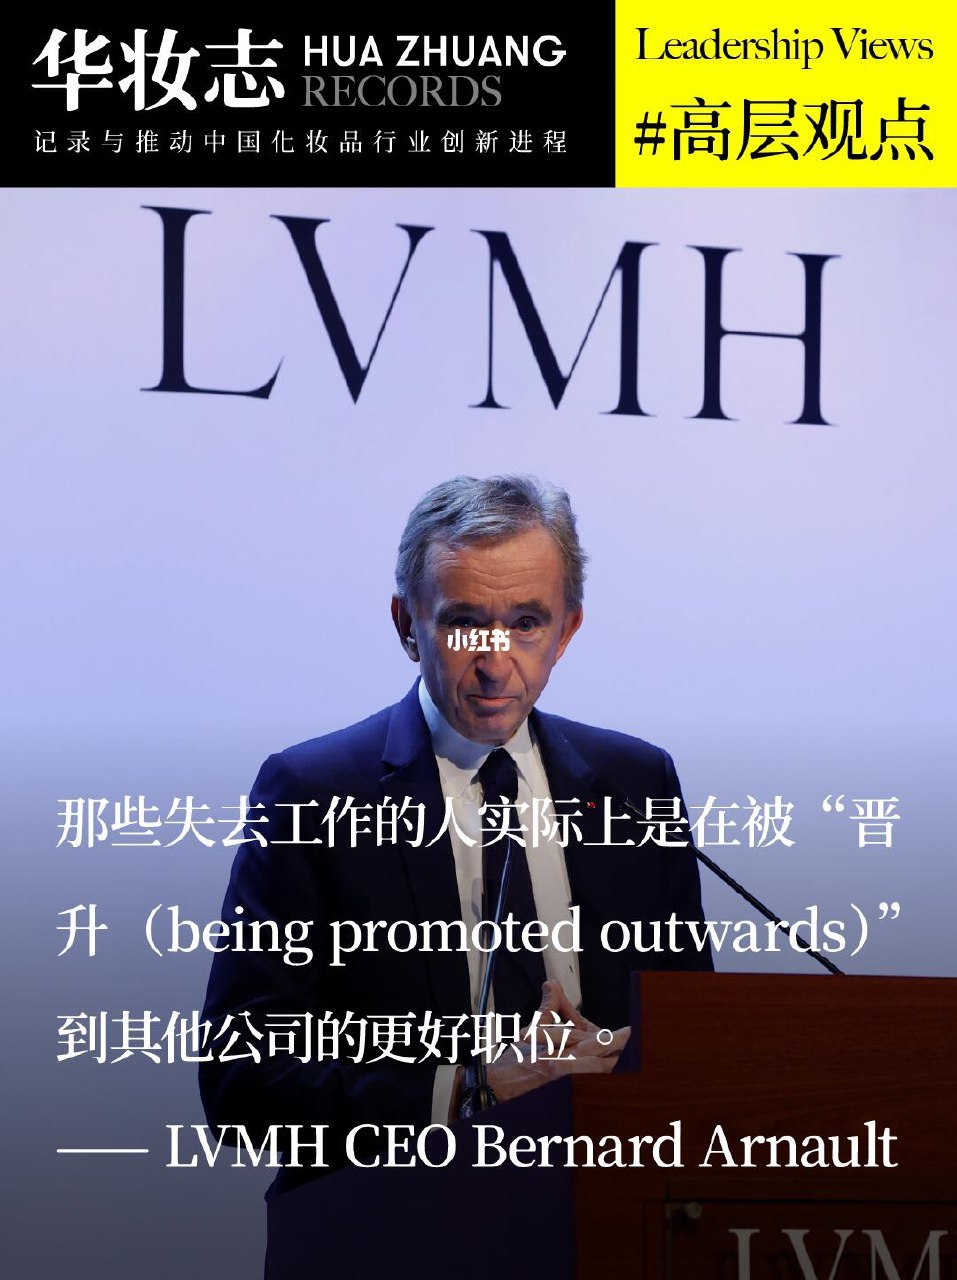 华妆志 HUA ZHUANG RECORDS
记录与推动中国化妆品行业创新进程
Leadership Views
#高层观点
LVMH
小红书
那些失去工作的人实际上是在被“晋
升（being promoted outwards）”
到其他公司的更好职位。
—— LVMH CEO Bernard Arnault
LVM